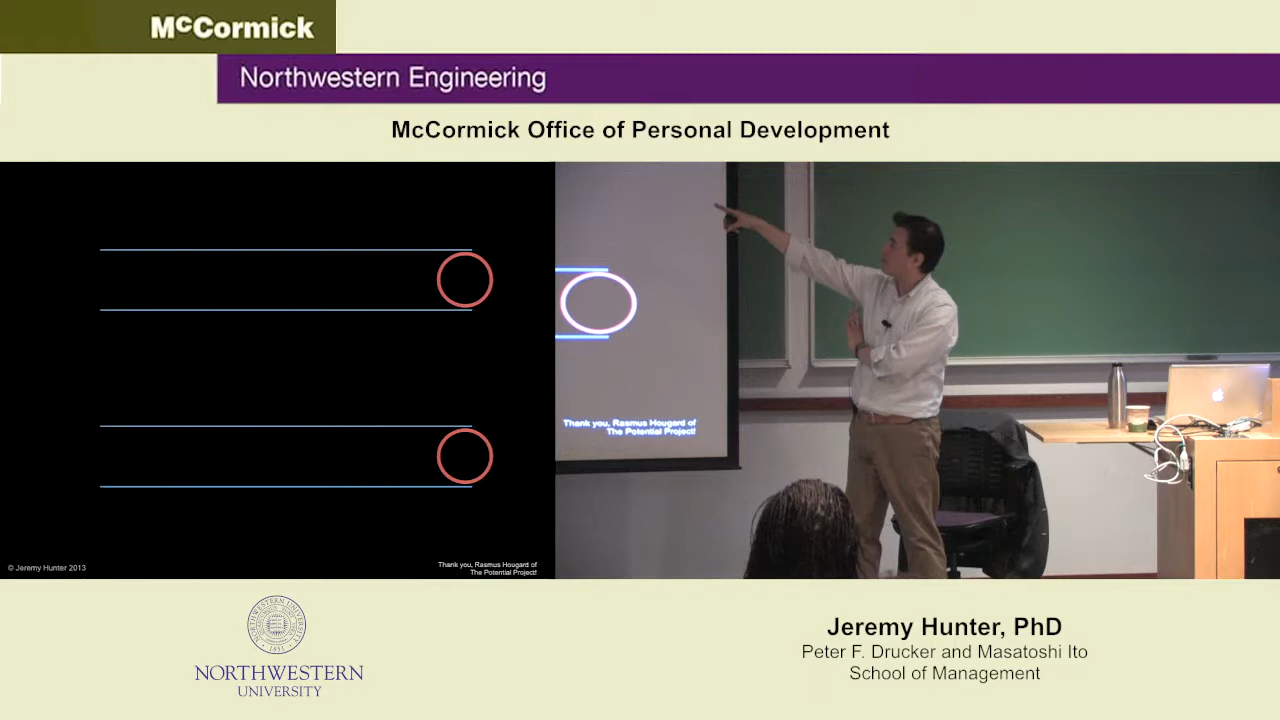 McCormick
Northwestern Engineering
McCormick Office of Personal Development
Thank you, Rasmus Hougard of
The Potential Project!
© Jeremy Hunter 2013
Thank you, Rasmus Hougard of
The Potential Project!
NORTHWESTERN
UNIVERSITY
Jeremy Hunter, PhD
Peter F. Drucker and Masatoshi Ito
School of Management